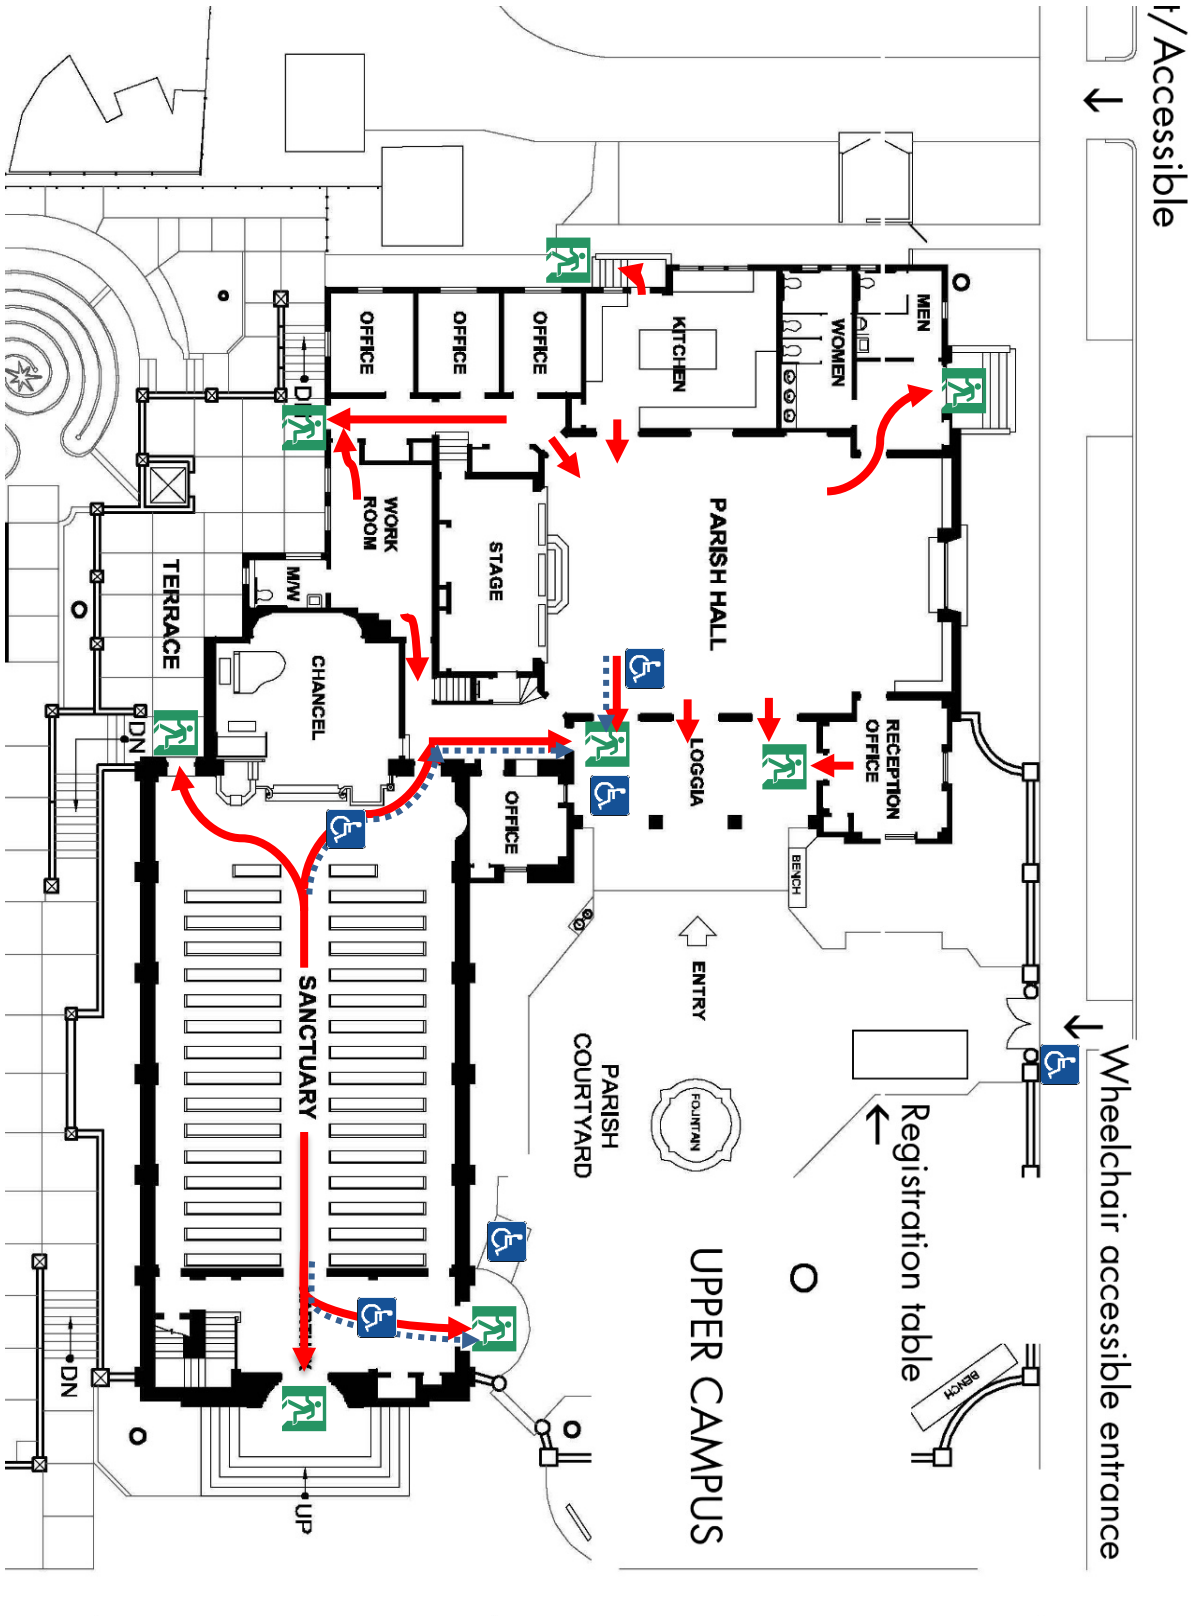 t/Accessible
Wheelchair accessible entrance
Registration table
UPPER CAMPUS
MEN
WOMEN
KITCHEN
OFFICE
OFFICE
OFFICE
WORK
ROOM
M/W
STAGE
PARISH HALL
RECEPTION
OFFICE
LOGGIA
OFFICE
BENCH
ENTRY
PARISH
COURTYARD
FOUNTAIN
BENCH
TERRACE
CHANCEL
SANCTUARY
DN
DN
UP